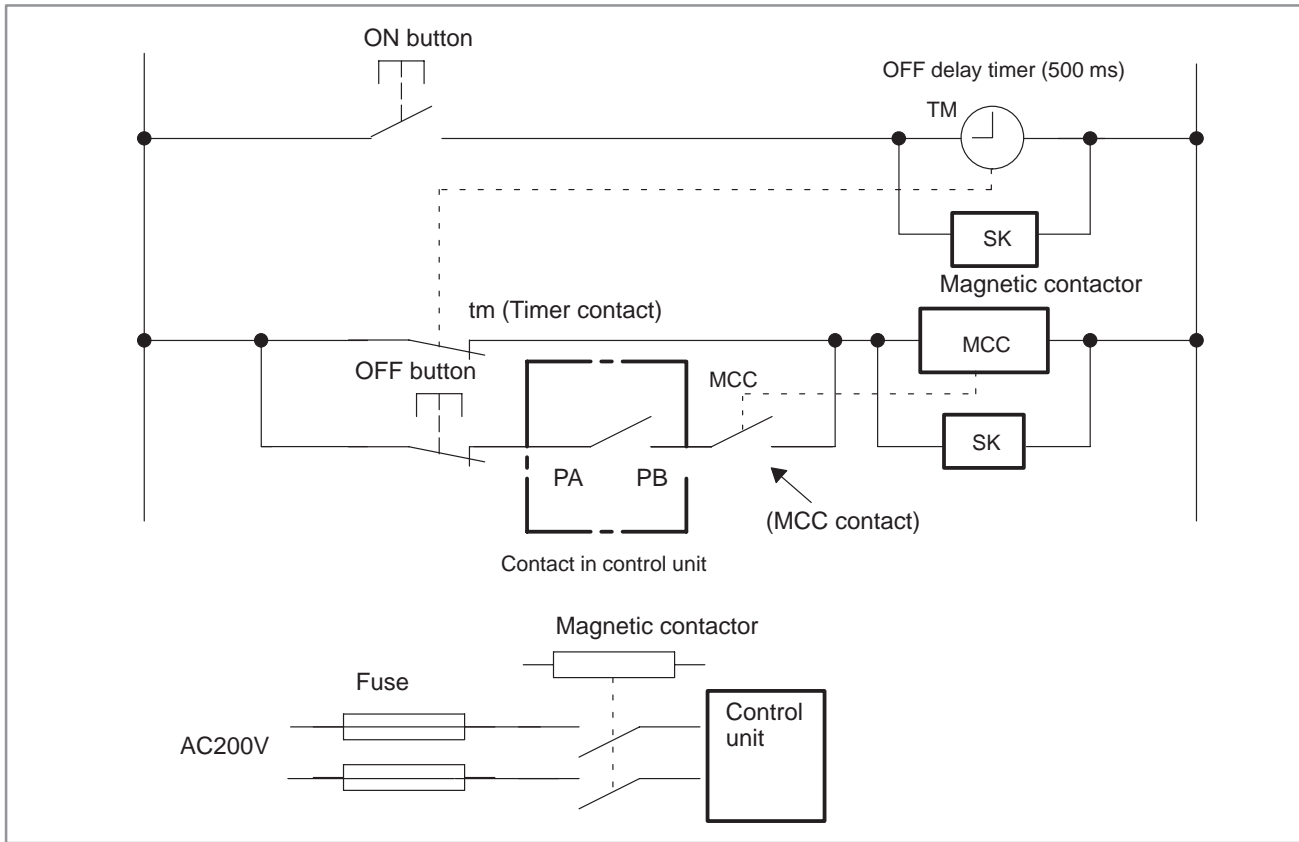 ON button
OFF delay timer (500 ms)
TM
SK
Magnetic contactor
tm (Timer contact)
MCC
OFF button
MCC
SK
PA PB
(MCC contact)
Contact in control unit
Magnetic contactor
Fuse
Control
unit
AC200V